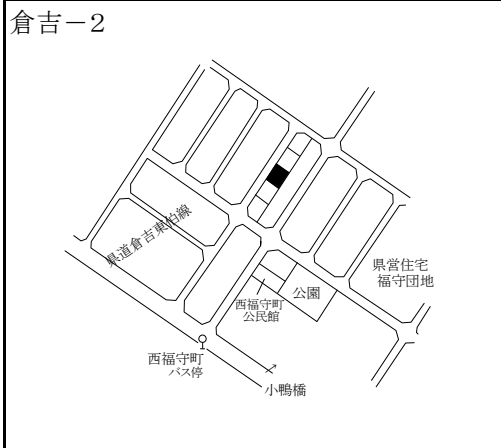 倉吉－2
県道倉吉東伯線
県営住宅
福守団地
西福守町
公民館
公園
西福守町
バス停
小鴨橋